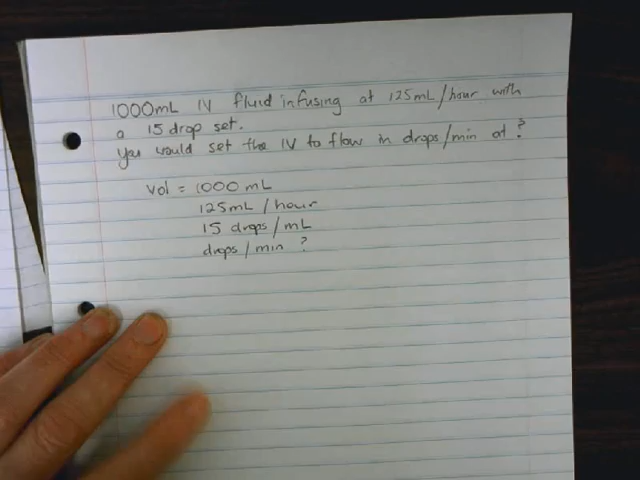 1000mL IV fluid infusing at 125mL/hour with
a 15 drop set.
You would set the IV to flow in drops/min at ?
Vol = 1000 mL
125mL / hour
15 drops / mL
drops / min ?